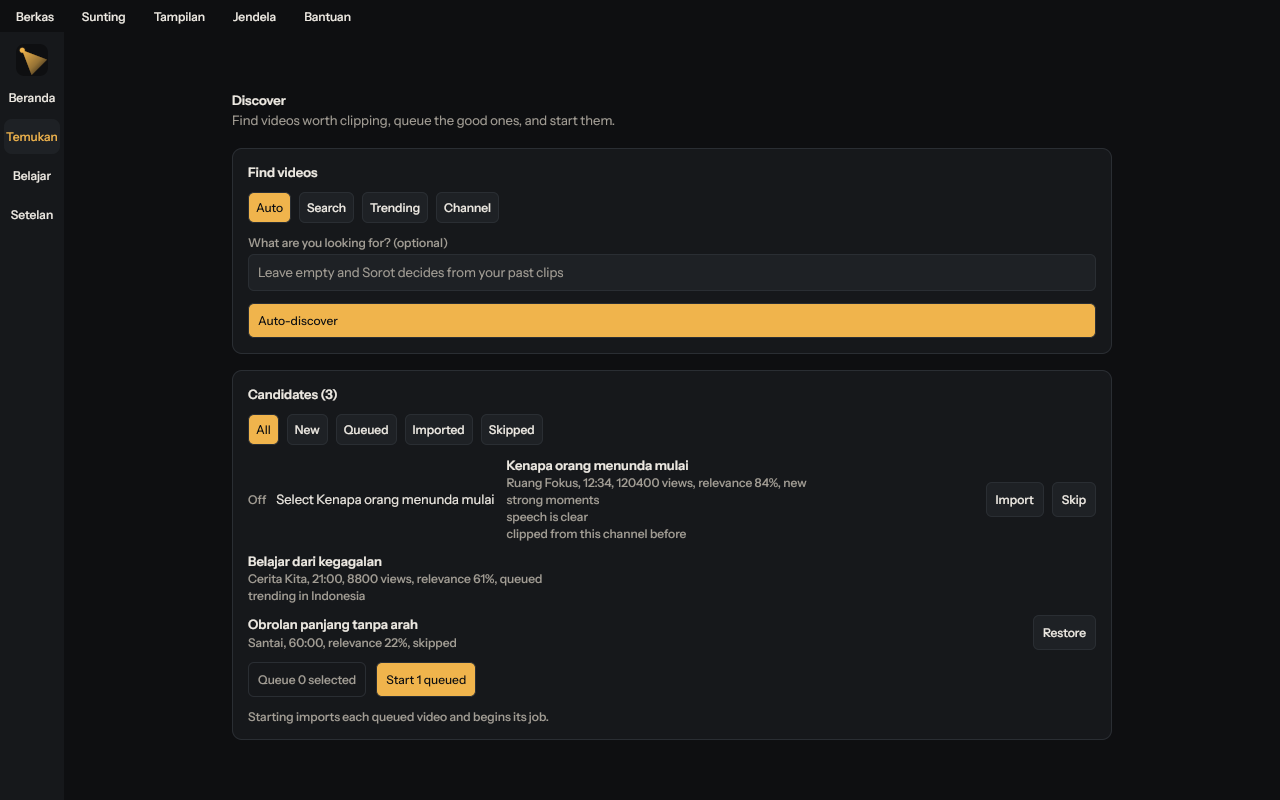 Berkas Sunting Tampilan Jendela Bantuan
Beranda
Temukan
Belajar
Setelan
Discover
Find videos worth clipping, queue the good ones, and start them.
Find videos
Auto Search Trending Channel
What are you looking for? (optional)
Leave empty and Sorot decides from your past clips
Auto-discover
Candidates (3)
All New Queued Imported Skipped
Off Select Kenapa orang menunda mulai
Kenapa orang menunda mulai
Ruang Fokus, 12:34, 120400 views, relevance 84%, new
strong moments
speech is clear
clipped from this channel before
Import Skip
Belajar dari kegagalan
Cerita Kita, 21:00, 8800 views, relevance 61%, queued
trending in Indonesia
Obrolan panjang tanpa arah
Santai, 60:00, relevance 22%, skipped
Restore
Queue 0 selected Start 1 queued
Starting imports each queued video and begins its job.